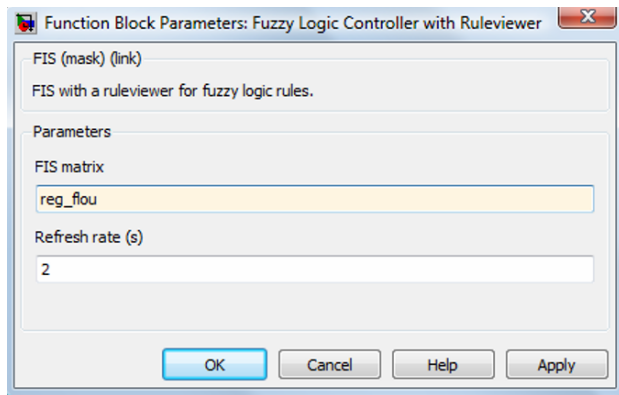 Function Block Parameters: Fuzzy Logic Controller with Ruleviewer
FIS (mask) (link)
FIS with a ruleviewer for fuzzy logic rules.
Parameters
FIS matrix
reg_flou
Refresh rate (s)
2
OK Cancel Help Apply